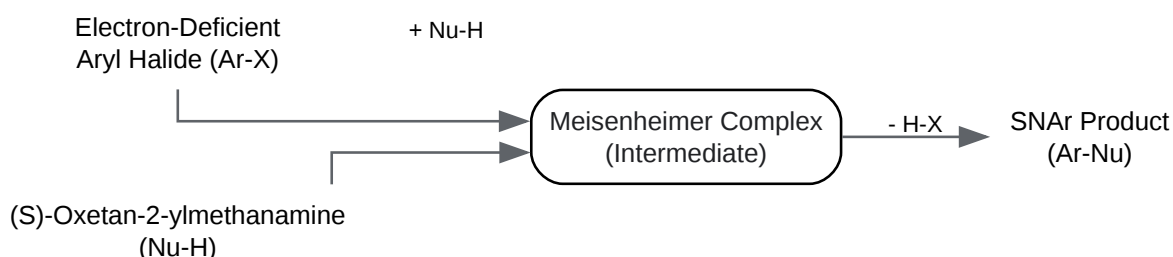 Electron-Deficient
Aryl Halide (Ar-X)
+ Nu-H
Meisenheimer Complex
(Intermediate)
- H-X
SNAr Product
(Ar-Nu)
(S)-Oxetan-2-ylmethanamine
(Nu-H)